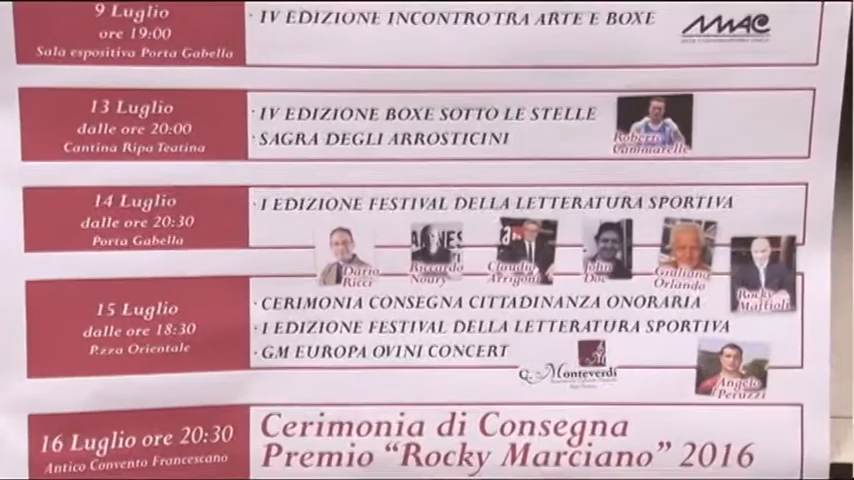 9 Luglio
ore 19:00
Sala espositiva Porta Gabella
· IV EDIZIONE INCONTROTRA ARTE E BOXE
MMAC
13 Luglio
dalle ore 20:00
Cantina Ripa Teatina
· IV EDIZIONE BOXE SOTTO LE STELLE
· SAGRA DEGLI ARROSTICINI
Roberto
Cammarelle
14 Luglio
dalle ore 20:30
Porta Gabella
· I EDIZIONE FESTIVAL DELLA LETTERATURA SPORTIVA
Dario
Ricci
Riccardo
Noury
Claudio
Arrigoni
John
Doc
Giuliano
Orlando
Rocky
Mattioli
15 Luglio
dalle ore 18:30
P.zza Orientale
· CERIMONIA CONSEGNA CITTADINANZA ONORARIA
· I EDIZIONE FESTIVAL DELLA LETTERATURA SPORTIVA
· GM EUROPA OVINI CONCERT
C. Monteverdi
Angelo
Peruzzi
16 Luglio ore 20:30
Antico Convento Francescano
Cerimonia di Consegna
Premio “Rocky Marciano” 2016